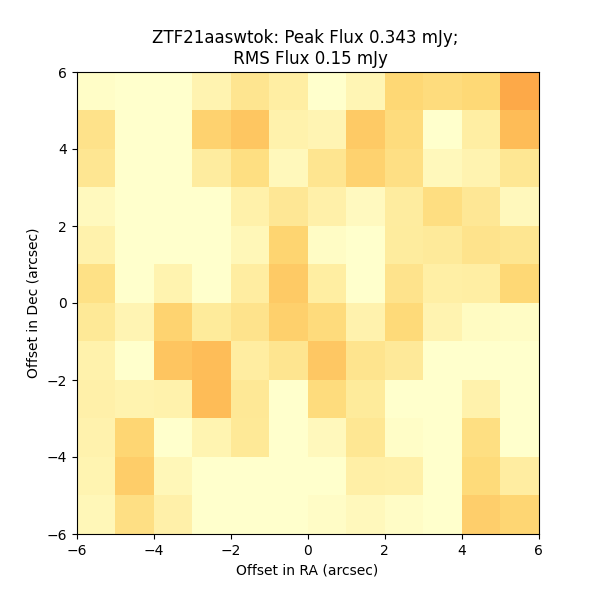 ZTF21aaswtok: Peak Flux 0.343 mJy;
RMS Flux 0.15 mJy
6
4
2
0
−2
−4
−6
Offset in Dec (arcsec)
−6 −4 −2 0 2 4 6
Offset in RA (arcsec)